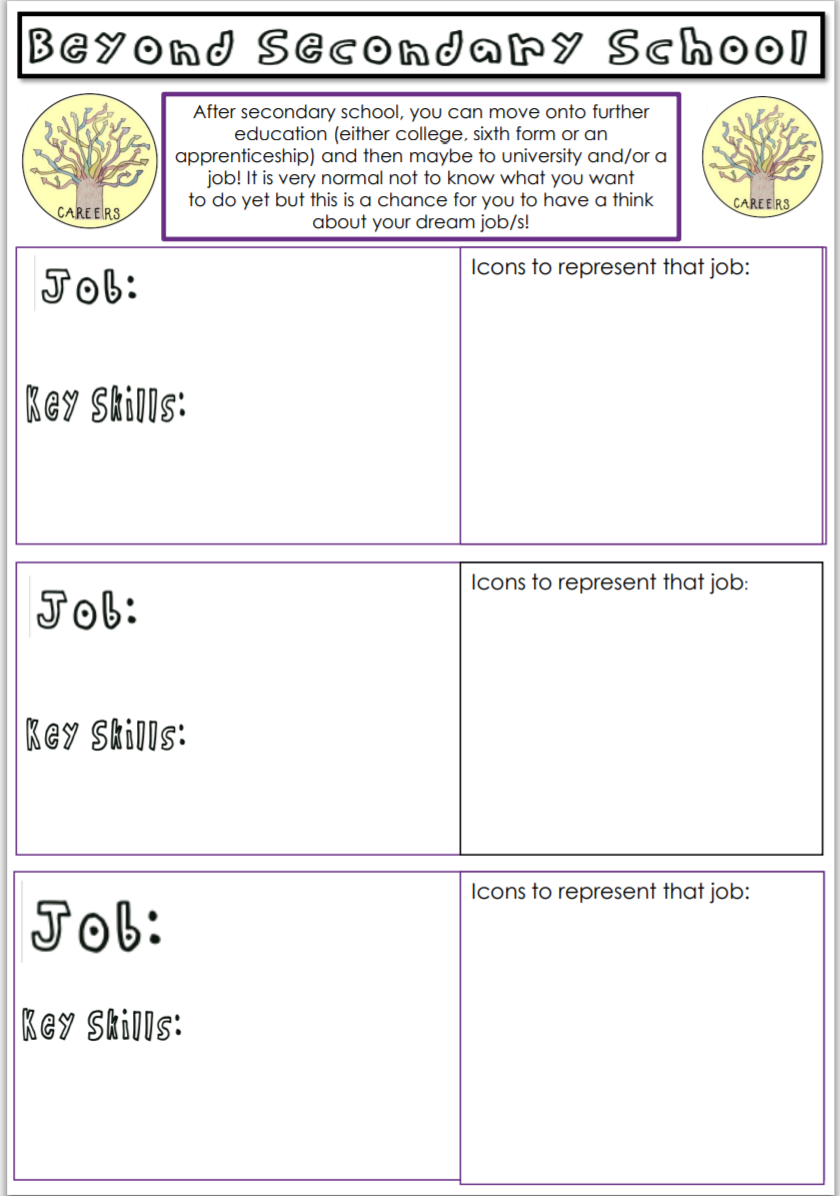 Beyond Secondary School
After secondary school, you can move onto further
education (either college, sixth form or an
apprenticeship) and then maybe to university and/or a
job! It is very normal not to know what you want
to do yet but this is a chance for you to have a think
about your dream job/s!
CAREERS
CAREERS
Job:
Icons to represent that job:
Key Skills:
Job:
Icons to represent that job:
Key Skills:
Job:
Icons to represent that job:
Key Skills: